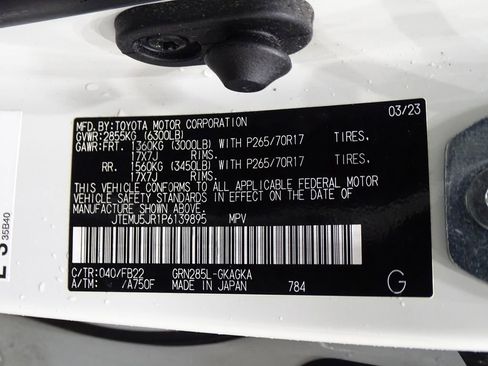 MFD. BY: TOYOTA MOTOR CORPORATION 03/23
GVWR: 2855KG (6300LB)
GAWR: FRT. 1360KG (3000LB) WITH P265/70R17 TIRES,
17X7J RIMS.
RR. 1560KG (3450LB) WITH P265/70R17 TIRES,
17X7J RIMS.
THIS VEHICLE CONFORMS TO ALL APPLICABLE FEDERAL MOTOR
VEHICLE SAFETY STANDARDS IN EFFECT ON THE DATE OF
MANUFACTURE SHOWN ABOVE.
JTEMU5JR1P6139895 MPV
C/TR: 040/FB22 GRN285L-GKAGKA
A/TM: /A750F MADE IN JAPAN 784 G
35B40